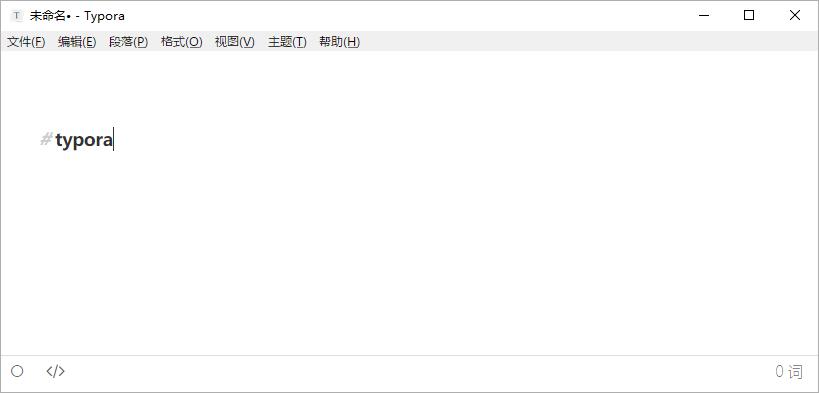 未命名• - Typora
文件(F) 编辑(E) 段落(P) 格式(O) 视图(V) 主题(T) 帮助(H)
#typora
</> 0 词